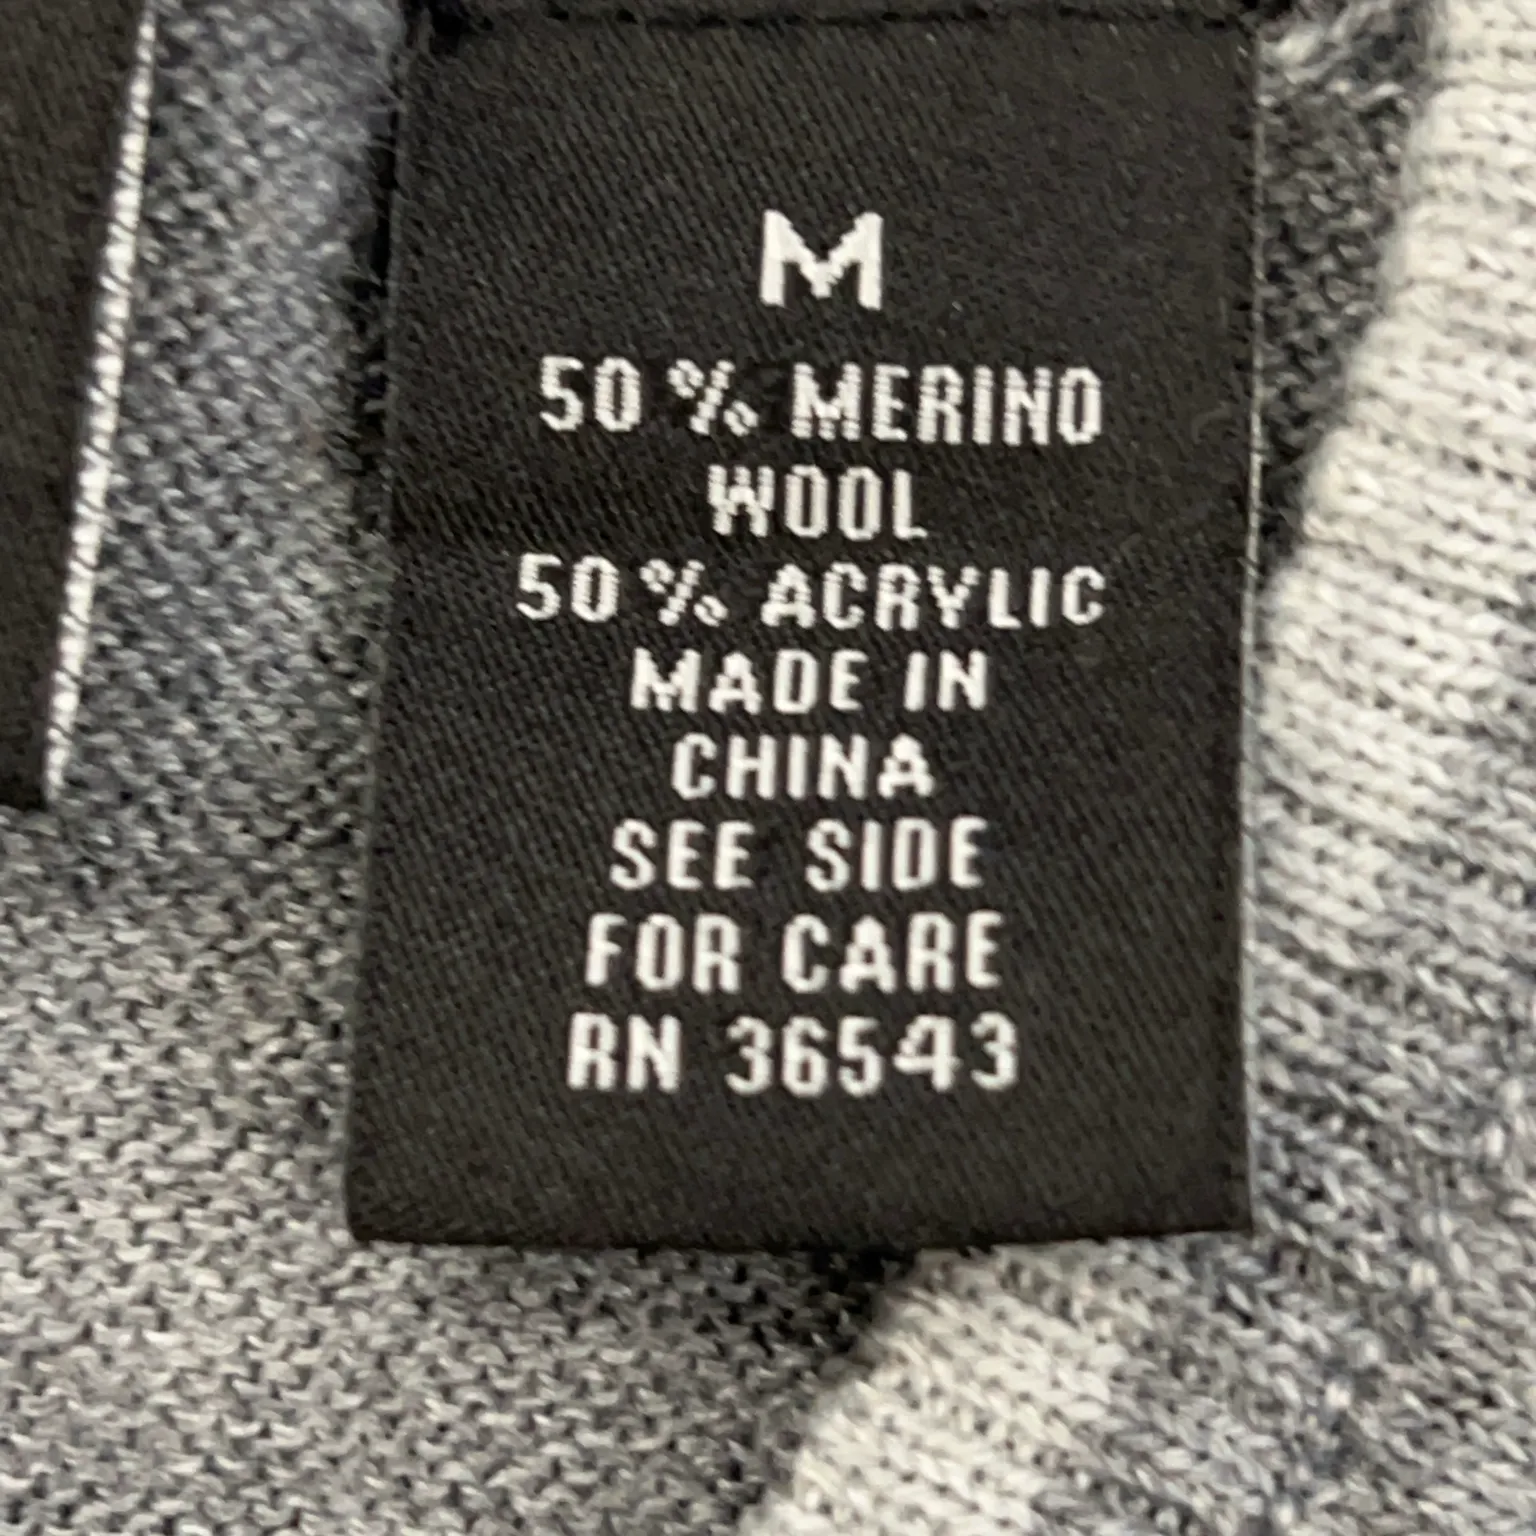 M
50% MERINO
WOOL
50% ACRYLIC
MADE IN
CHINA
SEE SIDE
FOR CARE
RN 36543